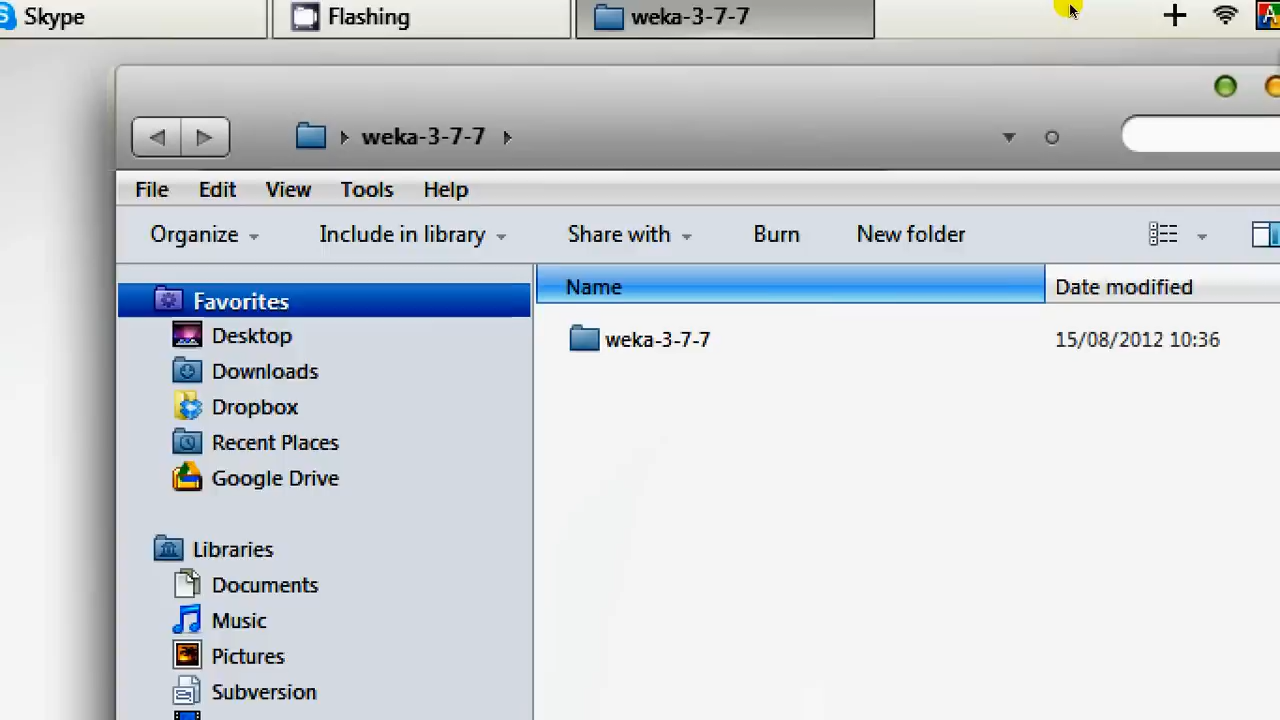 Skype
Flashing
weka-3-7-7
weka-3-7-7
File Edit View Tools Help
Organize Include in library Share with Burn New folder
Name Date modified
Favorites
weka-3-7-7 15/08/2012 10:36
Desktop
Downloads
Dropbox
Recent Places
Google Drive
Libraries
Documents
Music
Pictures
Subversion